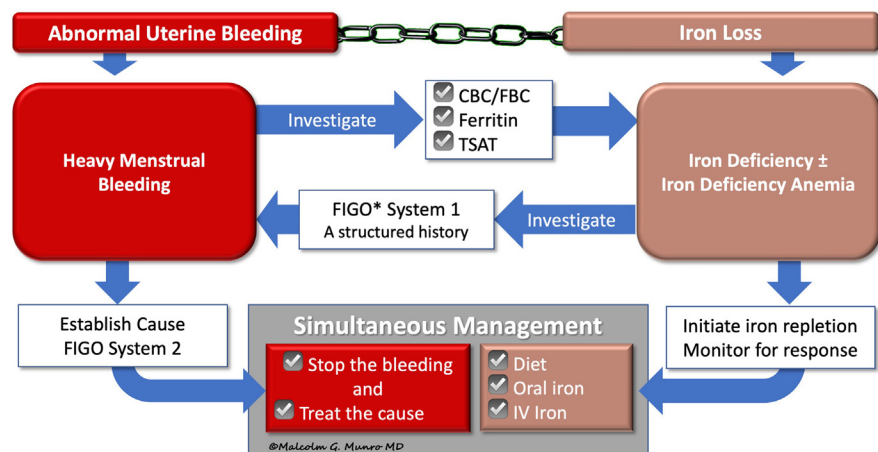 Abnormal Uterine Bleeding
Iron Loss
Heavy Menstrual
Bleeding
Investigate
CBC/FBC
Ferritin
TSAT
Iron Deficiency ±
Iron Deficiency Anemia
FIGO* System 1
A structured history
Investigate
Establish Cause
FIGO System 2
Simultaneous Management
Stop the bleeding
and
Treat the cause
Diet
Oral iron
IV Iron
Initiate iron repletion
Monitor for response
©Malcolm G. Munro MD